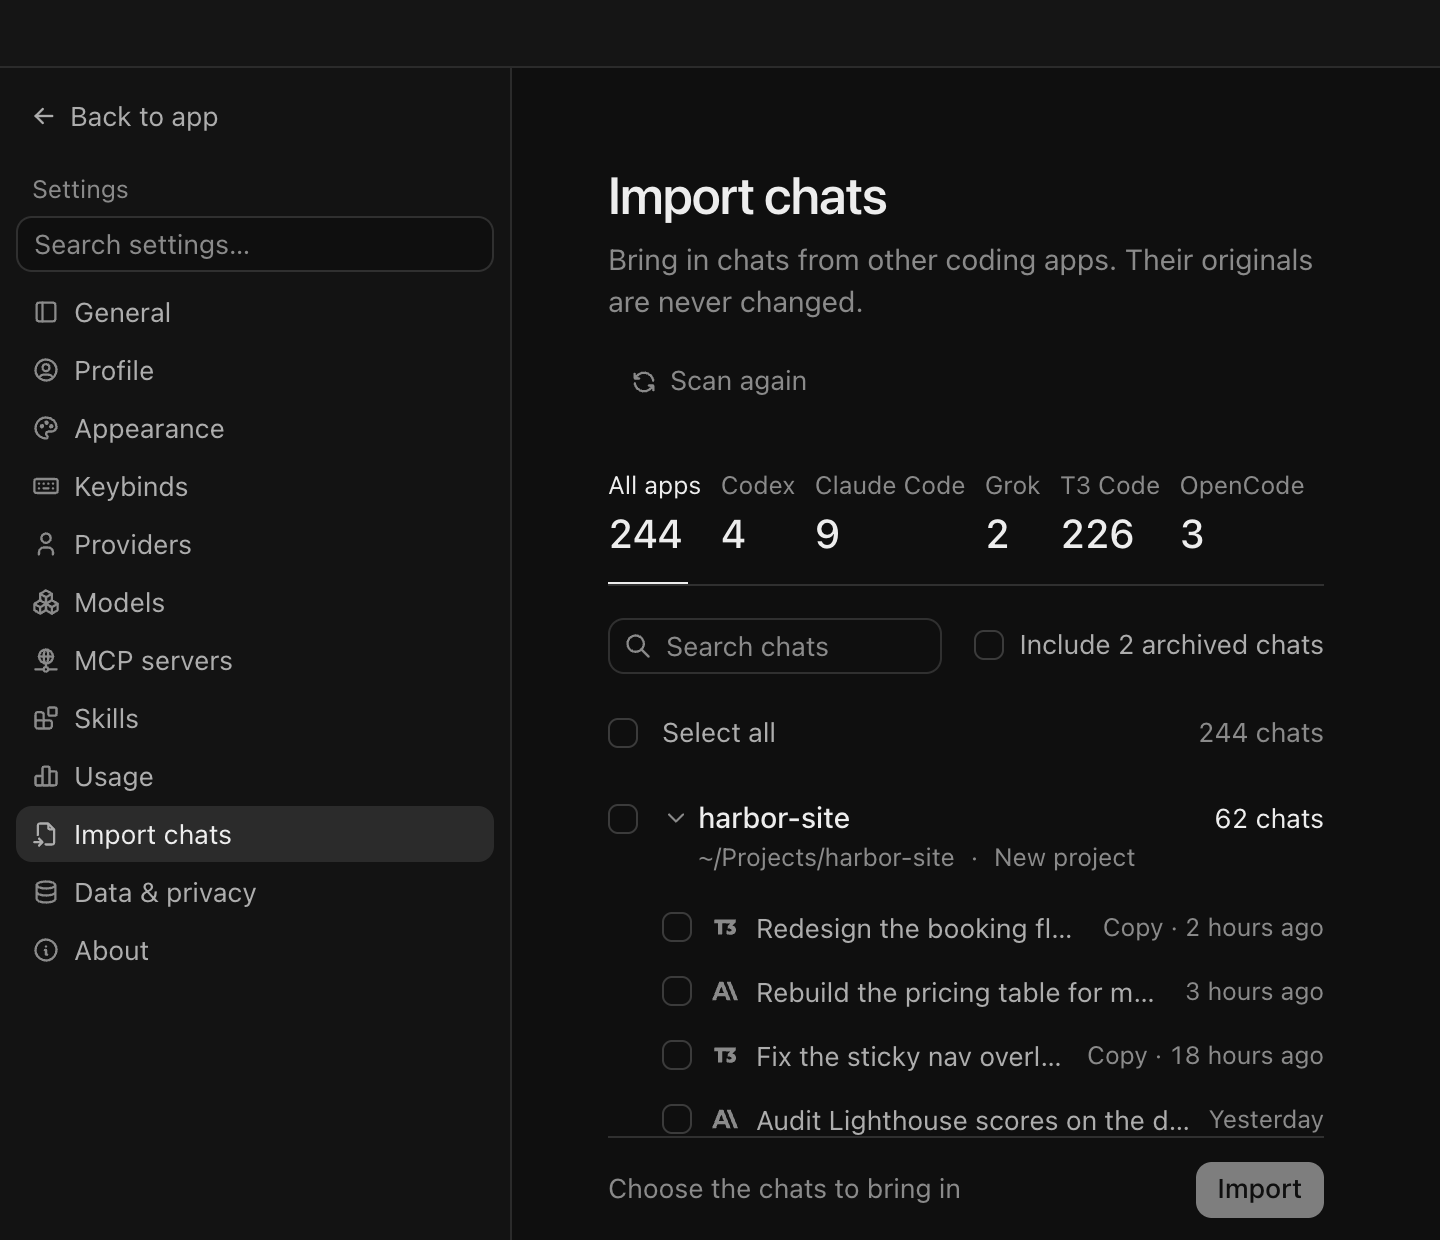 Back to app
Settings
Search settings...
General
Profile
Appearance
Keybinds
Providers
Models
MCP servers
Skills
Usage
Import chats
Data & privacy
About
Import chats
Bring in chats from other coding apps. Their originals
are never changed.
Scan again
All apps Codex Claude Code Grok T3 Code OpenCode
244 4 9 2 226 3
Search chats
Include 2 archived chats
Select all 244 chats
harbor-site 62 chats
~/Projects/harbor-site · New project
T3 Redesign the booking fl... Copy · 2 hours ago
Rebuild the pricing table for m... 3 hours ago
T3 Fix the sticky nav overl... Copy · 18 hours ago
Audit Lighthouse scores on the d... Yesterday
Choose the chats to bring in Import